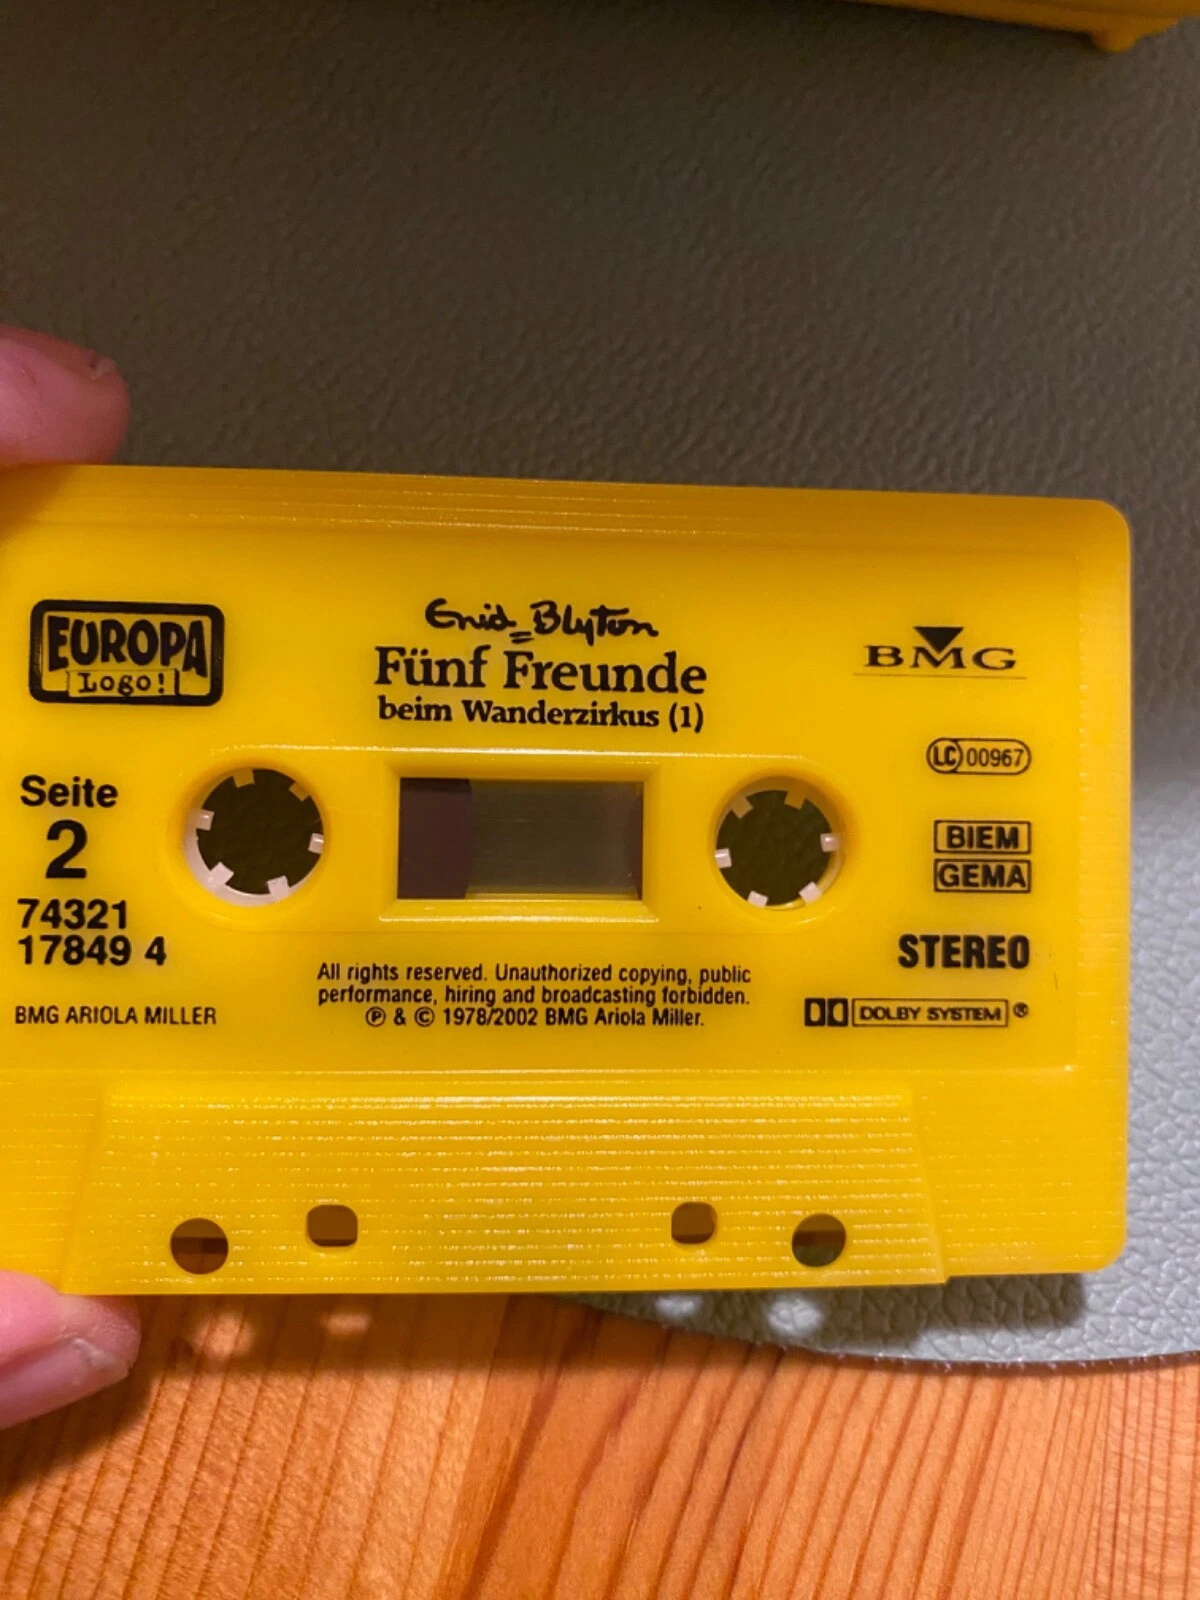 EUROPA
Logo!
Enid Blyton
Fünf Freunde
beim Wanderzirkus (1)
BMG
LC 00967
Seite
2
74321
17849 4
BIEM
GEMA
STEREO
BMG ARIOLA MILLER
All rights reserved. Unauthorized copying, public
performance, hiring and broadcasting forbidden.
℗ & © 1978/2002 BMG Ariola Miller.
DOLBY SYSTEM ®